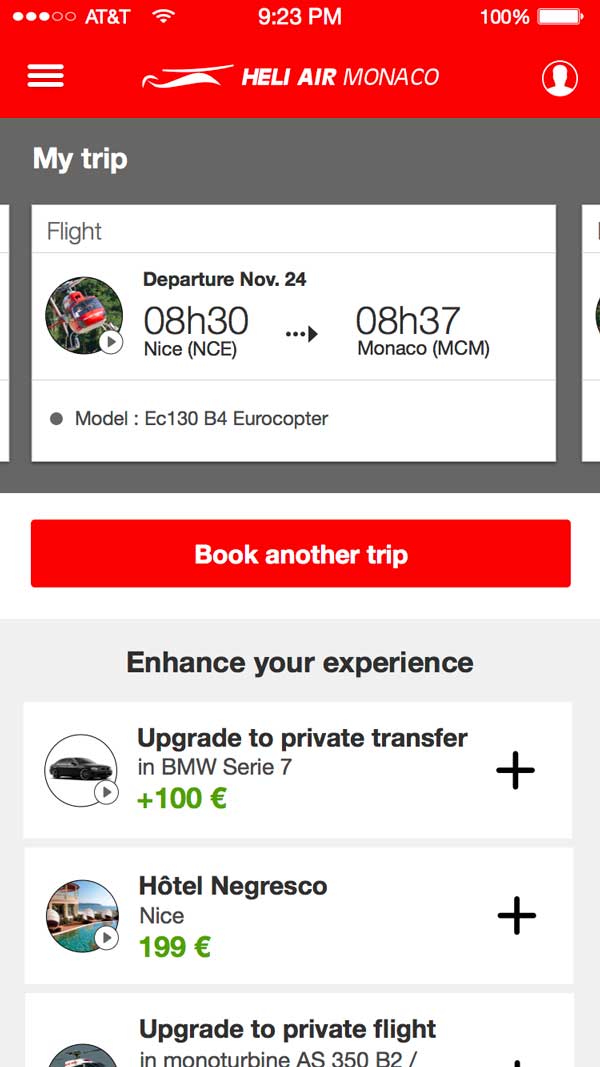 AT&T 9:23 PM 100%
HELI AIR MONACO
My trip
Flight
Departure Nov. 24
08h30 08h37
Nice (NCE) Monaco (MCM)
Model : Ec130 B4 Eurocopter
Book another trip
Enhance your experience
Upgrade to private transfer
in BMW Serie 7
+100 €
Hôtel Negresco
Nice
199 €
Upgrade to private flight
in monoturbine AS 350 B2 /